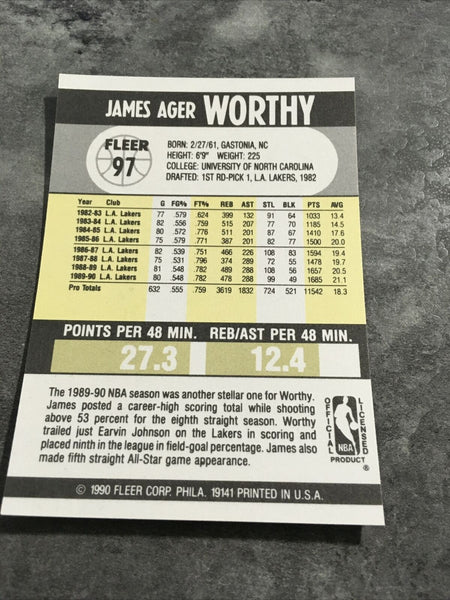 JAMES AGER WORTHY
FLEER
97
BORN: 2/27/61, GASTONIA, NC
HEIGHT: 6'9" WEIGHT: 225
COLLEGE: UNIVERSITY OF NORTH CAROLINA
DRAFTED: 1ST RD-PICK 1, L.A. LAKERS, 1982
Year Club G FG% FT% REB AST STL BLK PTS AVG
1982-83 L.A. Lakers 77 .579 .624 399 132 91 64 1033 13.4
1983-84 L.A. Lakers 82 .556 .759 515 207 77 70 1185 14.5
1984-85 L.A. Lakers 80 .572 .776 511 201 87 67 1410 17.6
1985-86 L.A. Lakers 75 .579 .771 387 201 82 77 1500 20.0
1986-87 L.A. Lakers 82 .539 .751 466 226 108 83 1594 19.4
1987-88 L.A. Lakers 75 .531 .796 374 289 72 55 1478 19.7
1988-89 L.A. Lakers 81 .548 .782 489 288 108 56 1657 20.5
1989-90 L.A. Lakers 80 .548 .782 478 288 99 49 1685 21.1
Pro Totals 632 .555 .759 3619 1832 724 521 11542 18.3
POINTS PER 48 MIN. REB/AST PER 48 MIN.
27.3 12.4
The 1989-90 NBA season was another stellar one for Worthy.
James posted a career-high scoring total while shooting
above 53 percent for the eighth straight season. Worthy
trailed just Earvin Johnson on the Lakers in scoring and
placed ninth in the league in field-goal percentage. James also
made fifth straight All-Star game appearance.
OFFICIAL LICENSED
NBA
PRODUCT ®
© 1990 FLEER CORP. PHILA. 19141 PRINTED IN U.S.A.